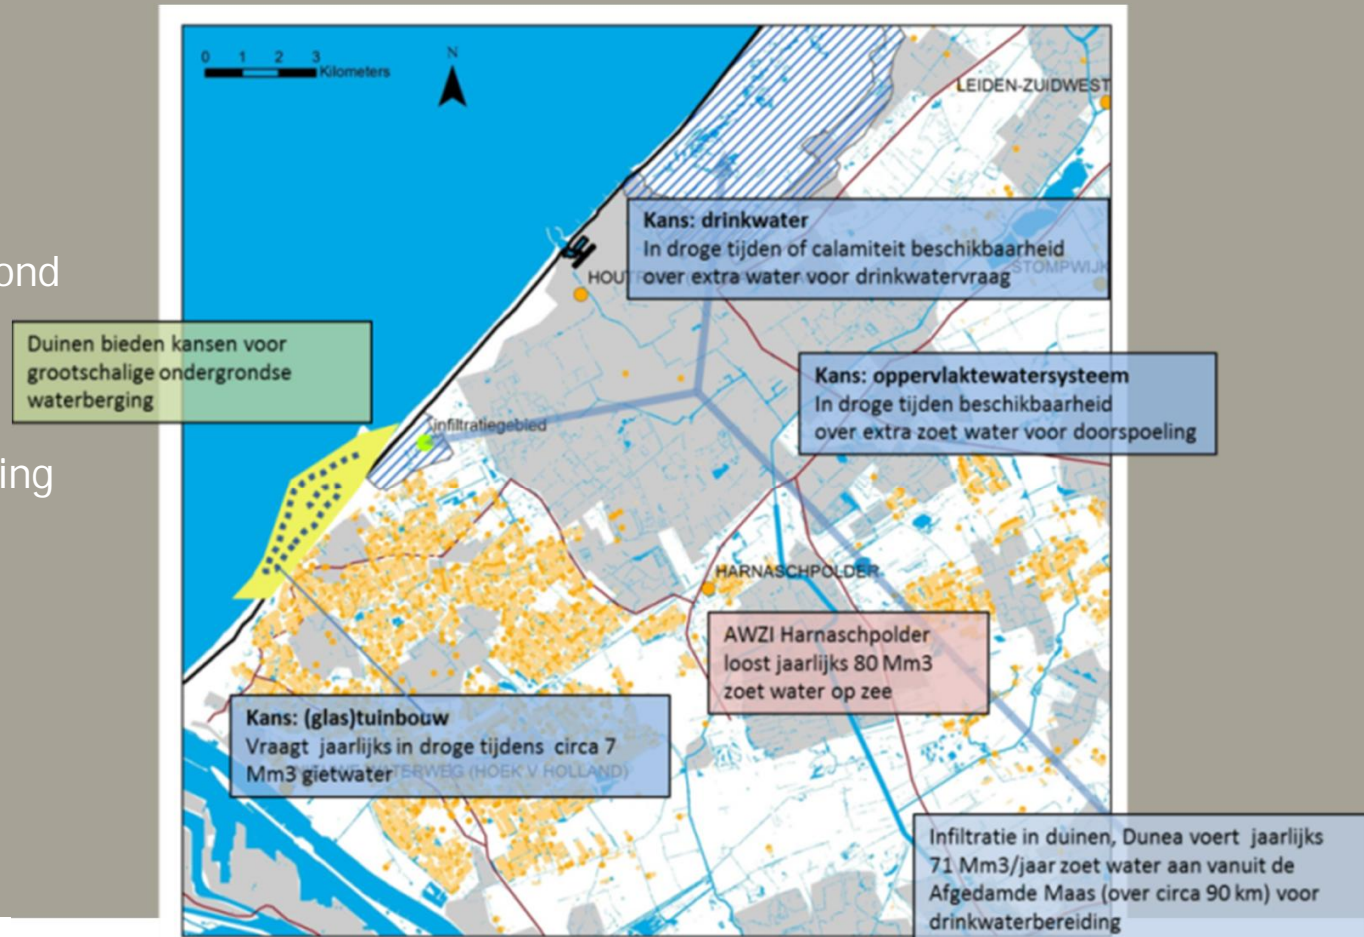 0 1 2 3
Kilometers
N
LEIDEN-ZUIDWEST
Kans: drinkwater
In droge tijden of calamiteit beschikbaarheid
over extra water voor drinkwatervraag
STOMPWIJK
HOUT
ond
Duinen bieden kansen voor
grootschalige ondergrondse
waterberging
Kans: oppervlaktewatersysteem
In droge tijden beschikbaarheid
over extra zoet water voor doorspoeling
infiltratiegebied
ing
HARNASCHPOLDER
AWZI Harnaschpolder
loost jaarlijks 80 Mm3
zoet water op zee
Kans: (glas)tuinbouw
Vraagt jaarlijks in droge tijdens circa 7
Mm3 gietwater
NIEUWE WATERWEG (HOEK V HOLLAND)
Infiltratie in duinen, Dunea voert jaarlijks
71 Mm3/jaar zoet water aan vanuit de
Afgedamde Maas (over circa 90 km) voor
drinkwaterbereiding